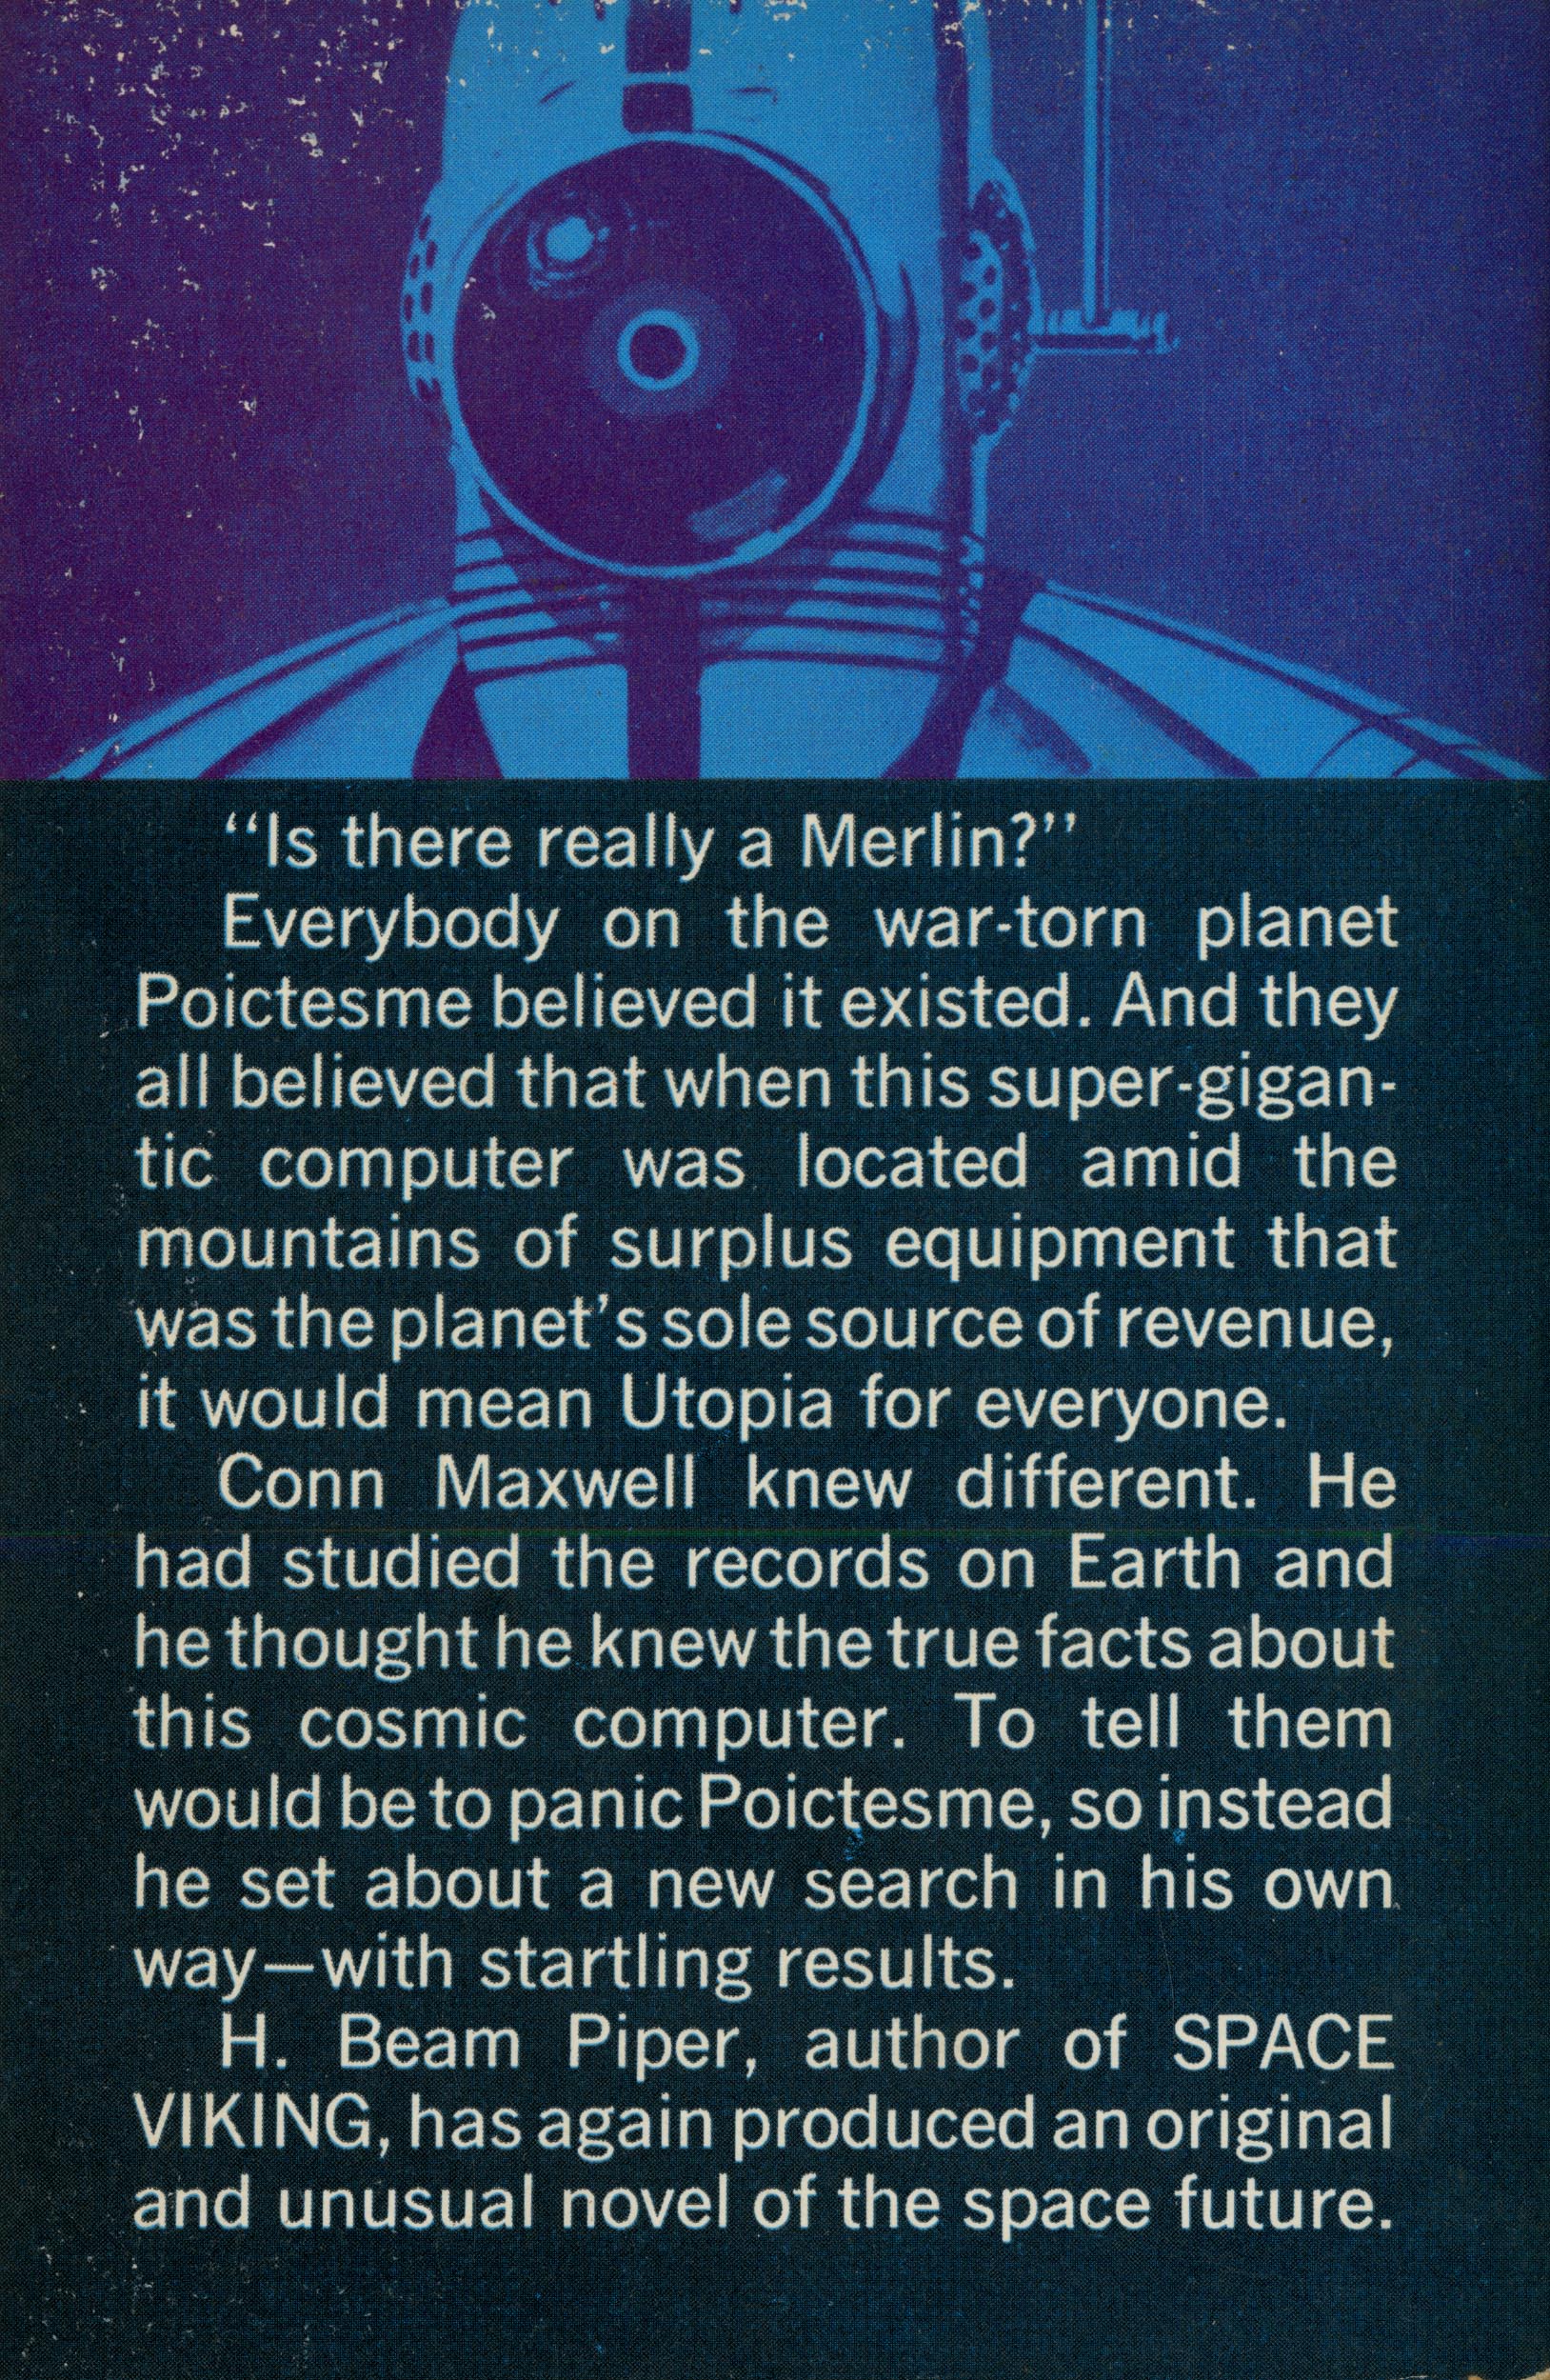 “Is there really a Merlin?”
Everybody on the war-torn planet
Poictesme believed it existed. And they
all believed that when this super-gigan-
tic computer was located amid the
mountains of surplus equipment that
was the planet’s sole source of revenue,
it would mean Utopia for everyone.
Conn Maxwell knew different. He
had studied the records on Earth and
he thought he knew the true facts about
this cosmic computer. To tell them
would be to panic Poictesme, so instead
he set about a new search in his own
way—with startling results.
H. Beam Piper, author of SPACE
VIKING, has again produced an original
and unusual novel of the space future.